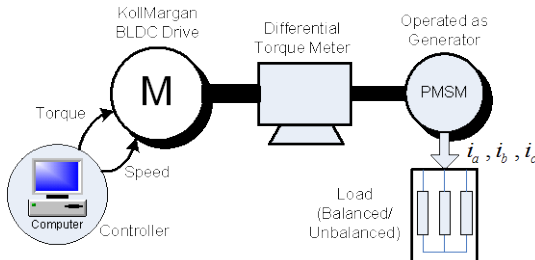 KollMargan
BLDC Drive
Differential
Torque Meter
Operated as
Generator
M
PMSM
Torque
Speed
i_a , i_b , i_c
Computer
Controller
Load
(Balanced/
Unbalanced)